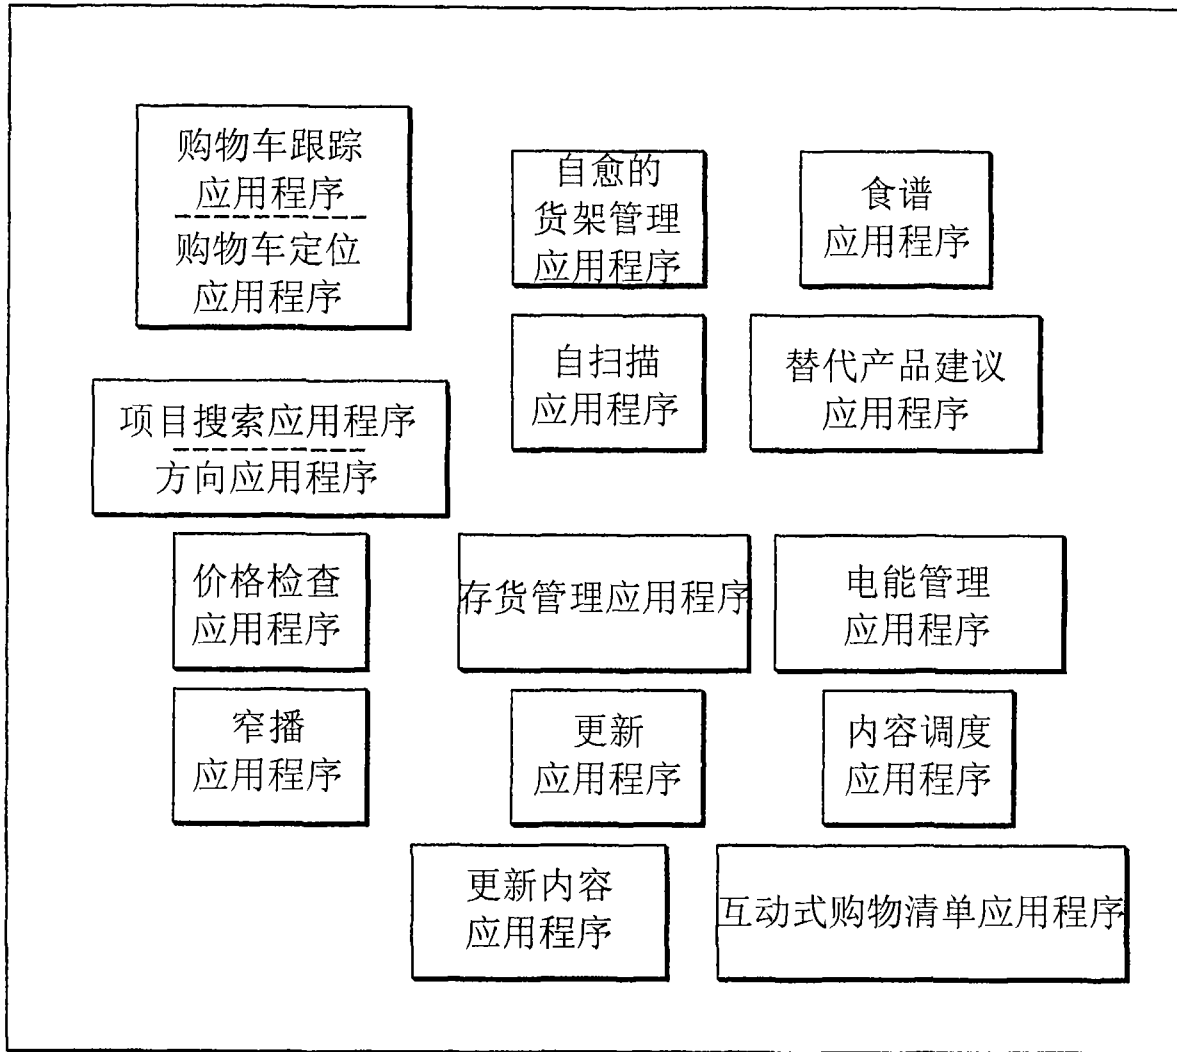 购物车跟踪
应用程序
购物车定位
应用程序
自愈的
货架管理
应用程序
食谱
应用程序
自扫描
应用程序
替代产品建议
应用程序
项目搜索应用程序
方向应用程序
价格检查
应用程序
存货管理应用程序
电能管理
应用程序
窄播
应用程序
更新
应用程序
内容调度
应用程序
更新内容
应用程序
互动式购物清单应用程序